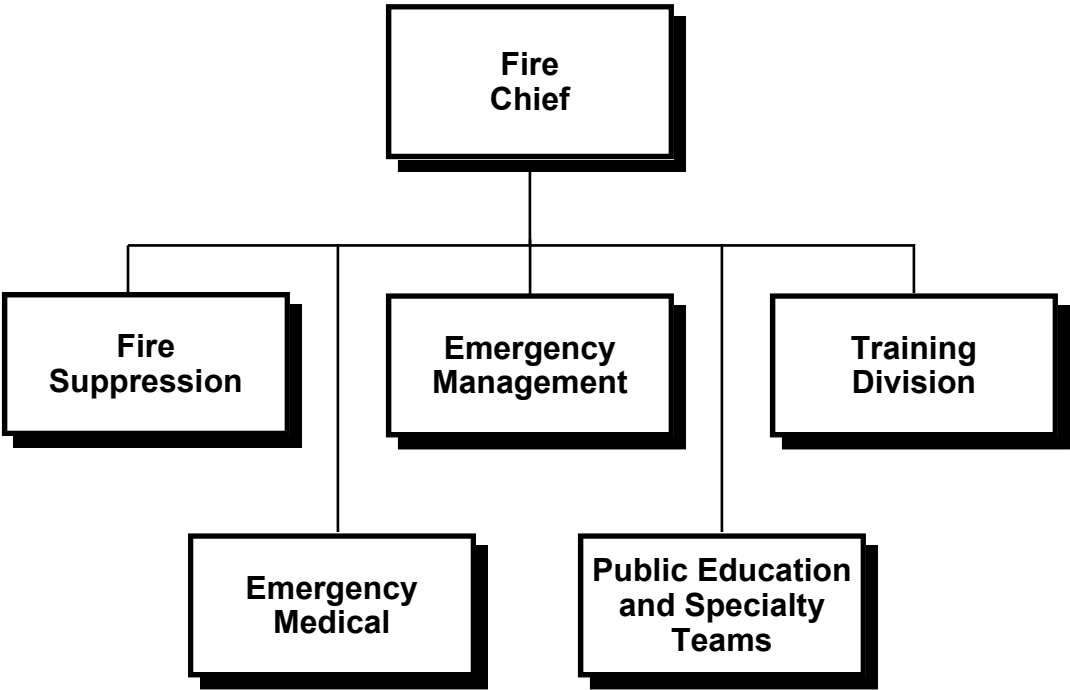 Fire
Chief
Fire
Suppression
Emergency
Management
Training
Division
Emergency
Medical
Public Education
and Specialty
Teams